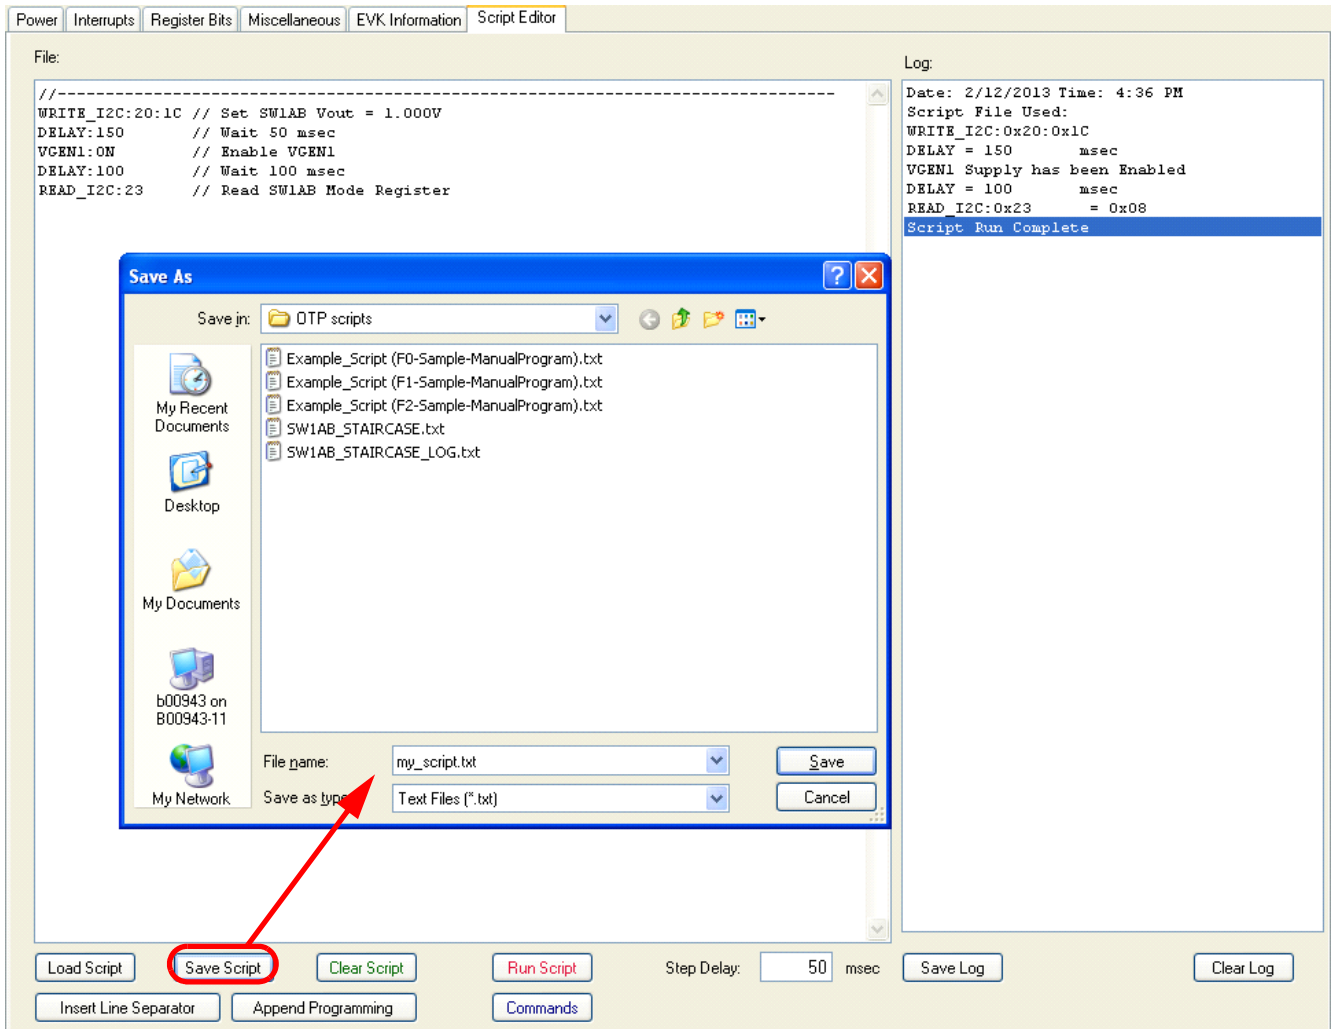 Power Interrupts Register Bits Miscellaneous EVK Information Script Editor
File:
//---------------------------------------------------------------------------------
WRITE_I2C:20:1C // Set SW1AB Vout = 1.000V
DELAY:150 // Wait 50 msec
VGEN1:ON // Enable VGEN1
DELAY:100 // Wait 100 msec
READ_I2C:23 // Read SW1AB Mode Register
Log:
Date: 2/12/2013 Time: 4:36 PM
Script File Used:
WRITE_I2C:0x20:0x1C
DELAY = 150 msec
VGEN1 Supply has been Enabled
DELAY = 100 msec
READ_I2C:0x23 = 0x08
Script Run Complete
Save As
Save in: OTP scripts
My Recent Documents
Desktop
My Documents
b00943 on B00943-11
My Network
Example_Script (F0-Sample-ManualProgram).txt
Example_Script (F1-Sample-ManualProgram).txt
Example_Script (F2-Sample-ManualProgram).txt
SW1AB_STAIRCASE.txt
SW1AB_STAIRCASE_LOG.txt
File name: my_script.txt Save
Save as type Text Files (*.txt) Cancel
Load Script Save Script Clear Script Run Script Step Delay: 50 msec Save Log Clear Log
Insert Line Separator Append Programming Commands